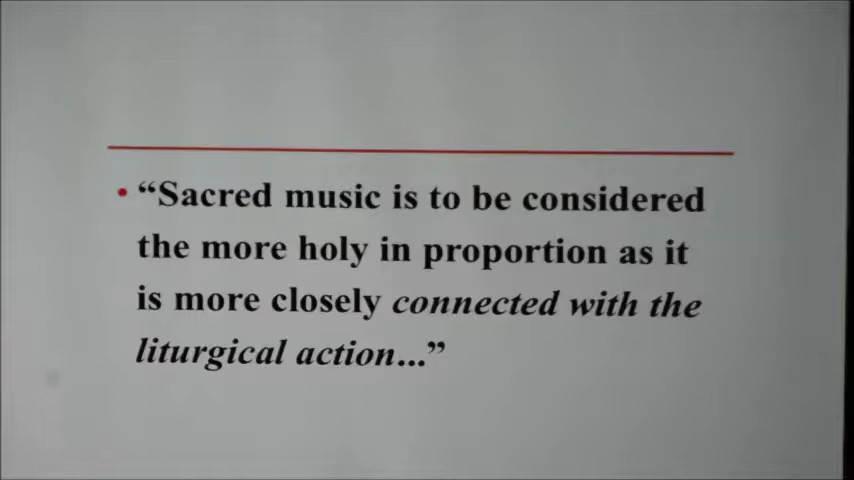 • “Sacred music is to be considered
the more holy in proportion as it
is more closely connected with the
liturgical action...”